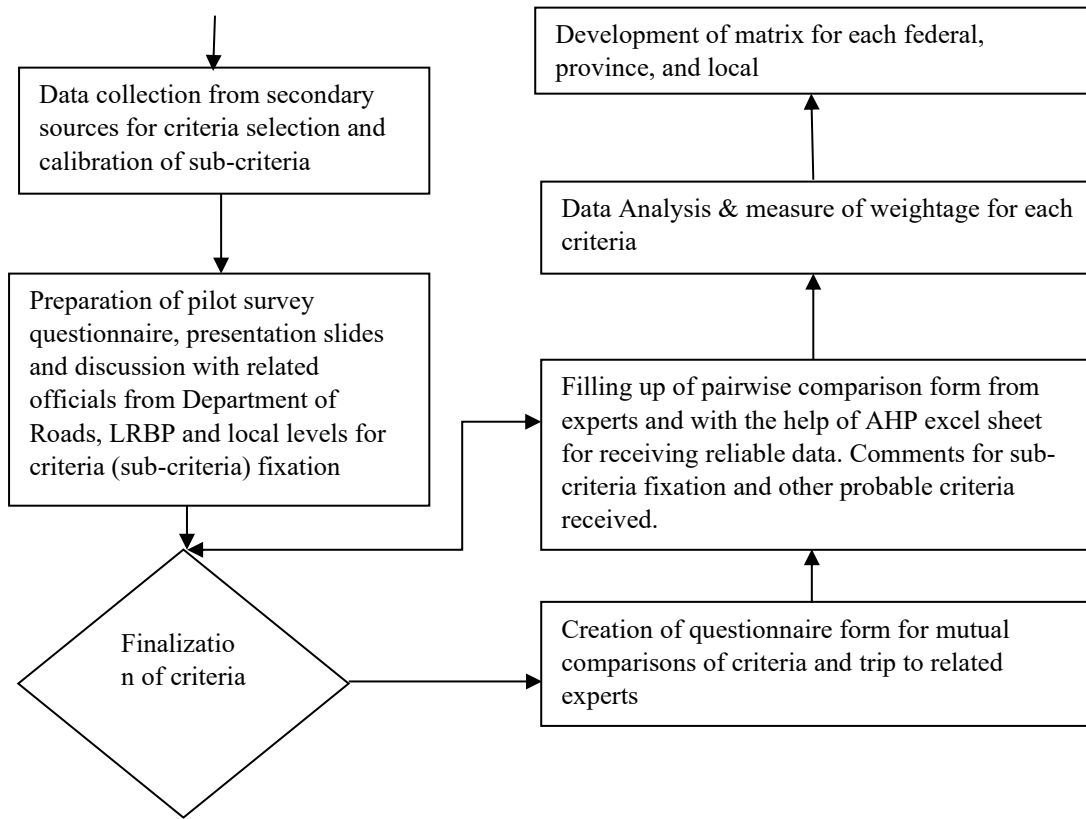 Data collection from secondary
sources for criteria selection and
calibration of sub-criteria
Preparation of pilot survey
questionnaire, presentation slides
and discussion with related
officials from Department of
Roads, LRBP and local levels for
criteria (sub-criteria) fixation
Finalizatio
n of criteria
Creation of questionnaire form for mutual
comparisons of criteria and trip to related
experts
Filling up of pairwise comparison form from
experts and with the help of AHP excel sheet
for receiving reliable data. Comments for sub-
criteria fixation and other probable criteria
received.
Data Analysis & measure of weightage for each
criteria
Development of matrix for each federal,
province, and local